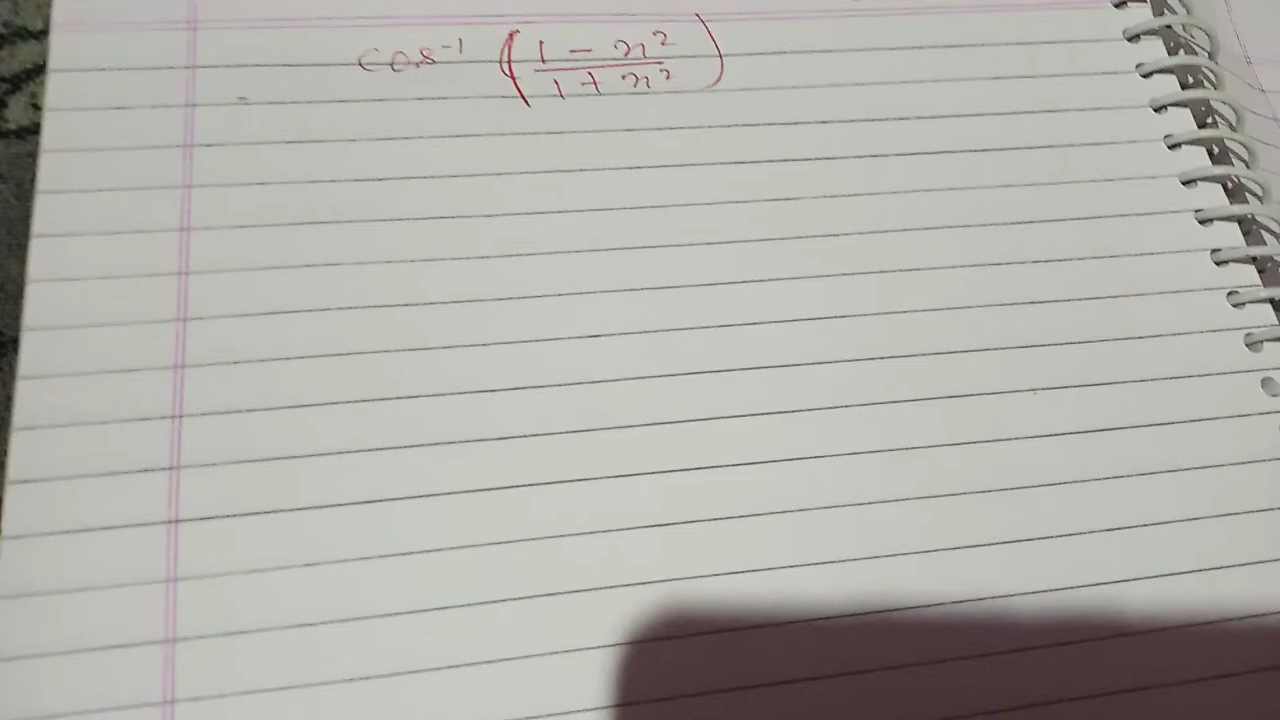 cos⁻¹ (1 - x² / 1 + x²)